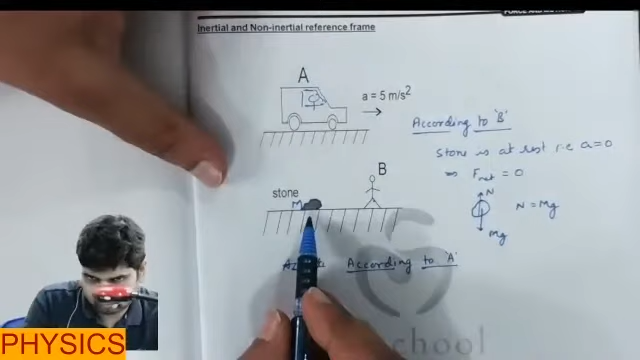 Inertial and Non-inertial reference frame
A
a = 5 m/s²
According to 'B'
stone is at rest i.e a=0
⇒ Fnet = 0
N
N = Mg
Mg
B
stone
M
According to 'A'
school
PHYSICS